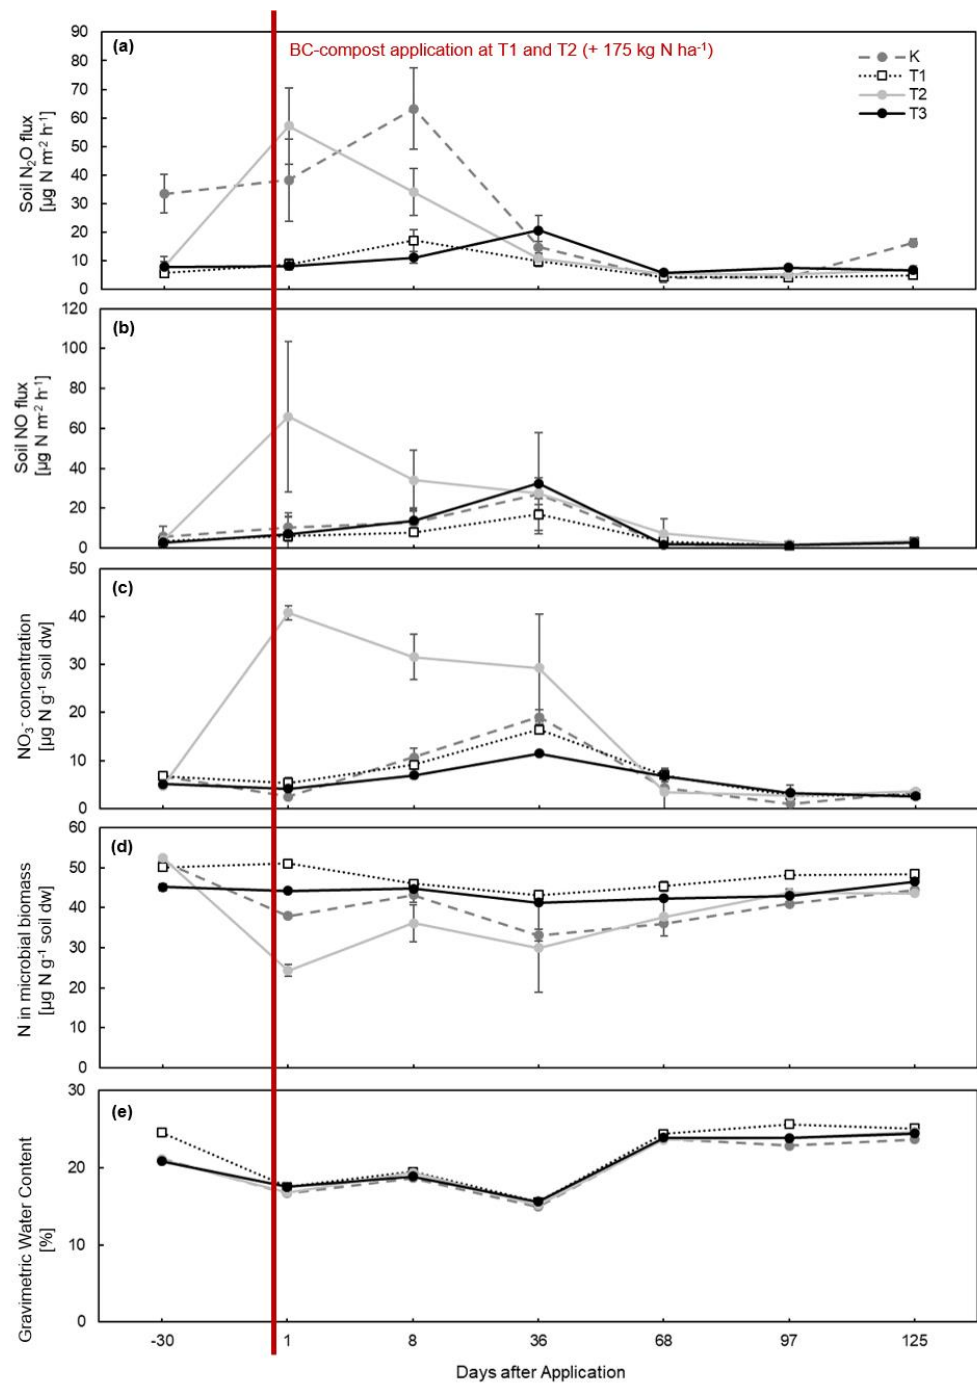 BC-compost application at T1 and T2 (+ 175 kg N ha⁻¹)
(a)
K
T1
T2
T3
Soil N₂O flux
[µg N m⁻² h⁻¹]
90
80
70
60
50
40
30
20
10
0
(b)
Soil NO flux
[µg N m⁻² h⁻¹]
120
100
80
60
40
20
0
(c)
NO₃⁻ concentration
[µg N g⁻¹ soil dw]
50
40
30
20
10
0
(d)
N in microbial biomass
[µg N g⁻¹ soil dw]
60
50
40
30
20
10
0
(e)
Gravimetric Water Content
[%]
30
20
10
0
-30 1 8 36 68 97 125
Days after Application